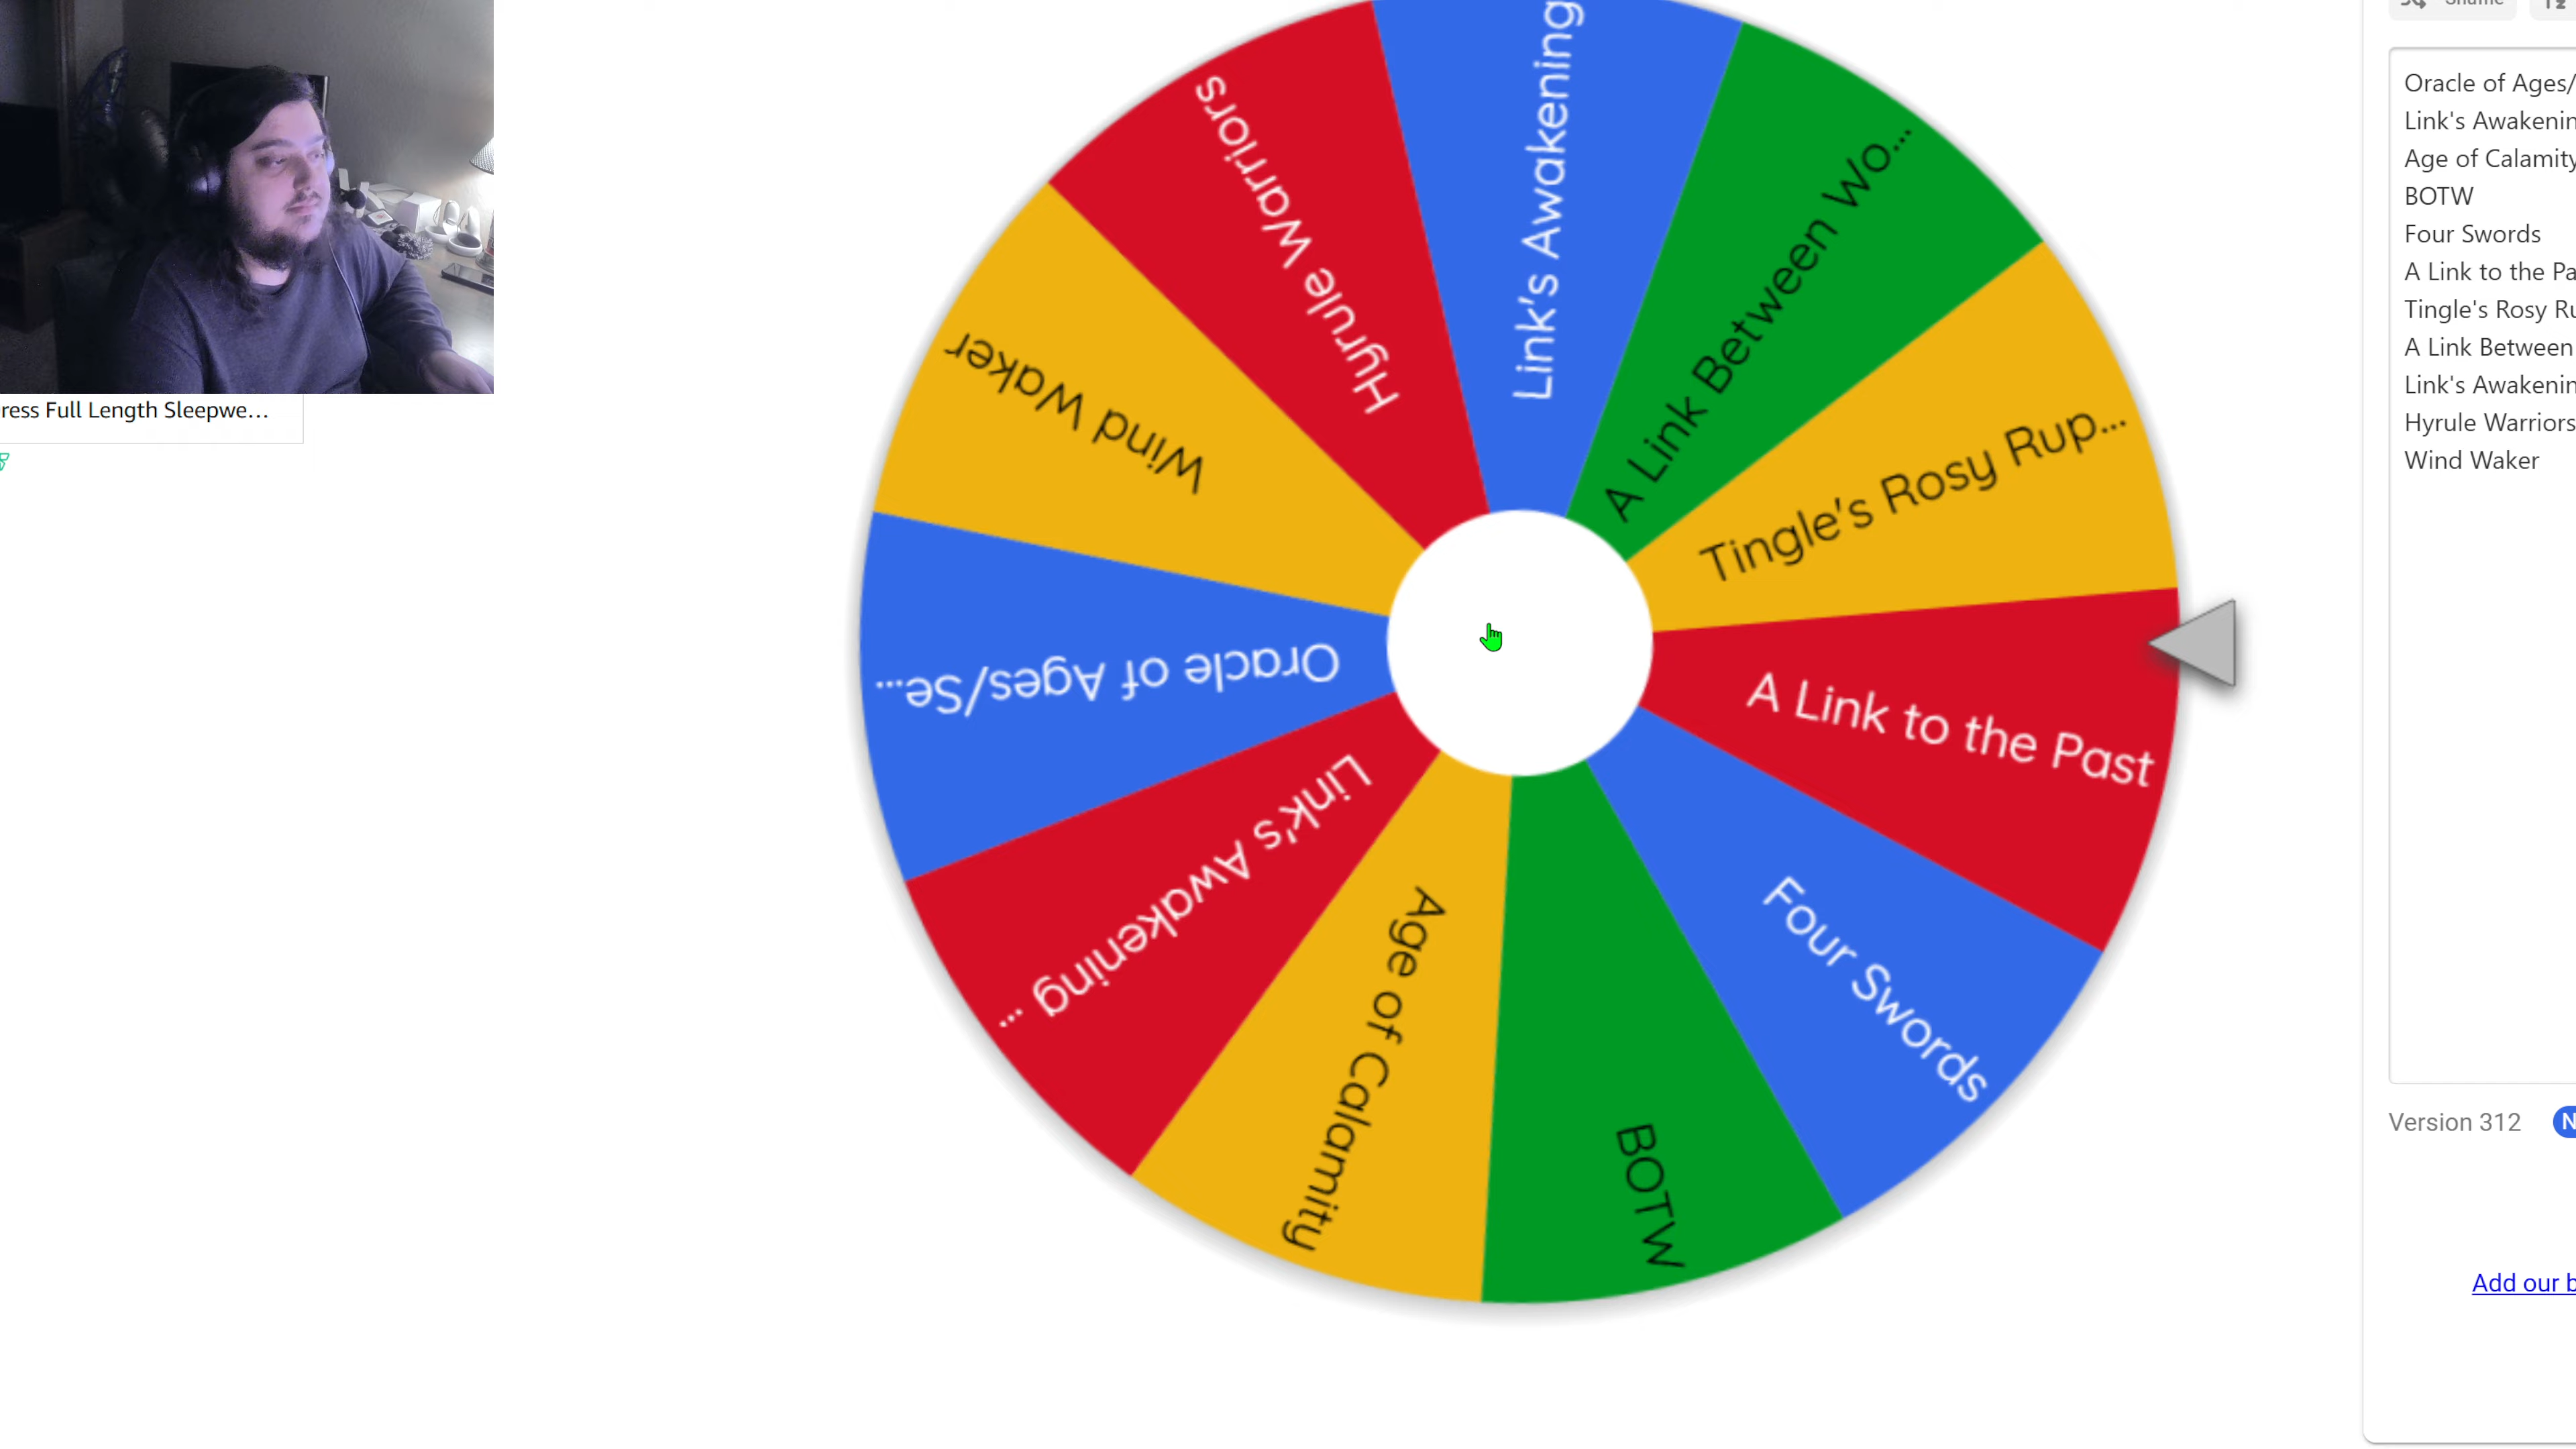 ress Full Length Sleepwe...
Hyrule Warriors
Link's Awakening
A Link Between Wo...
Tingle's Rosy Rup...
A Link to the Past
Four Swords
BOTW
Age of Calamity
Link's Awakening ...
Oracle of Ages/Se...
Wind Waker
Oracle of Ages/
Link's Awakenin
Age of Calamity
BOTW
Four Swords
A Link to the Pa
Tingle's Rosy Ru
A Link Between
Link's Awakenin
Hyrule Warriors
Wind Waker
Version 312
N
Add our b